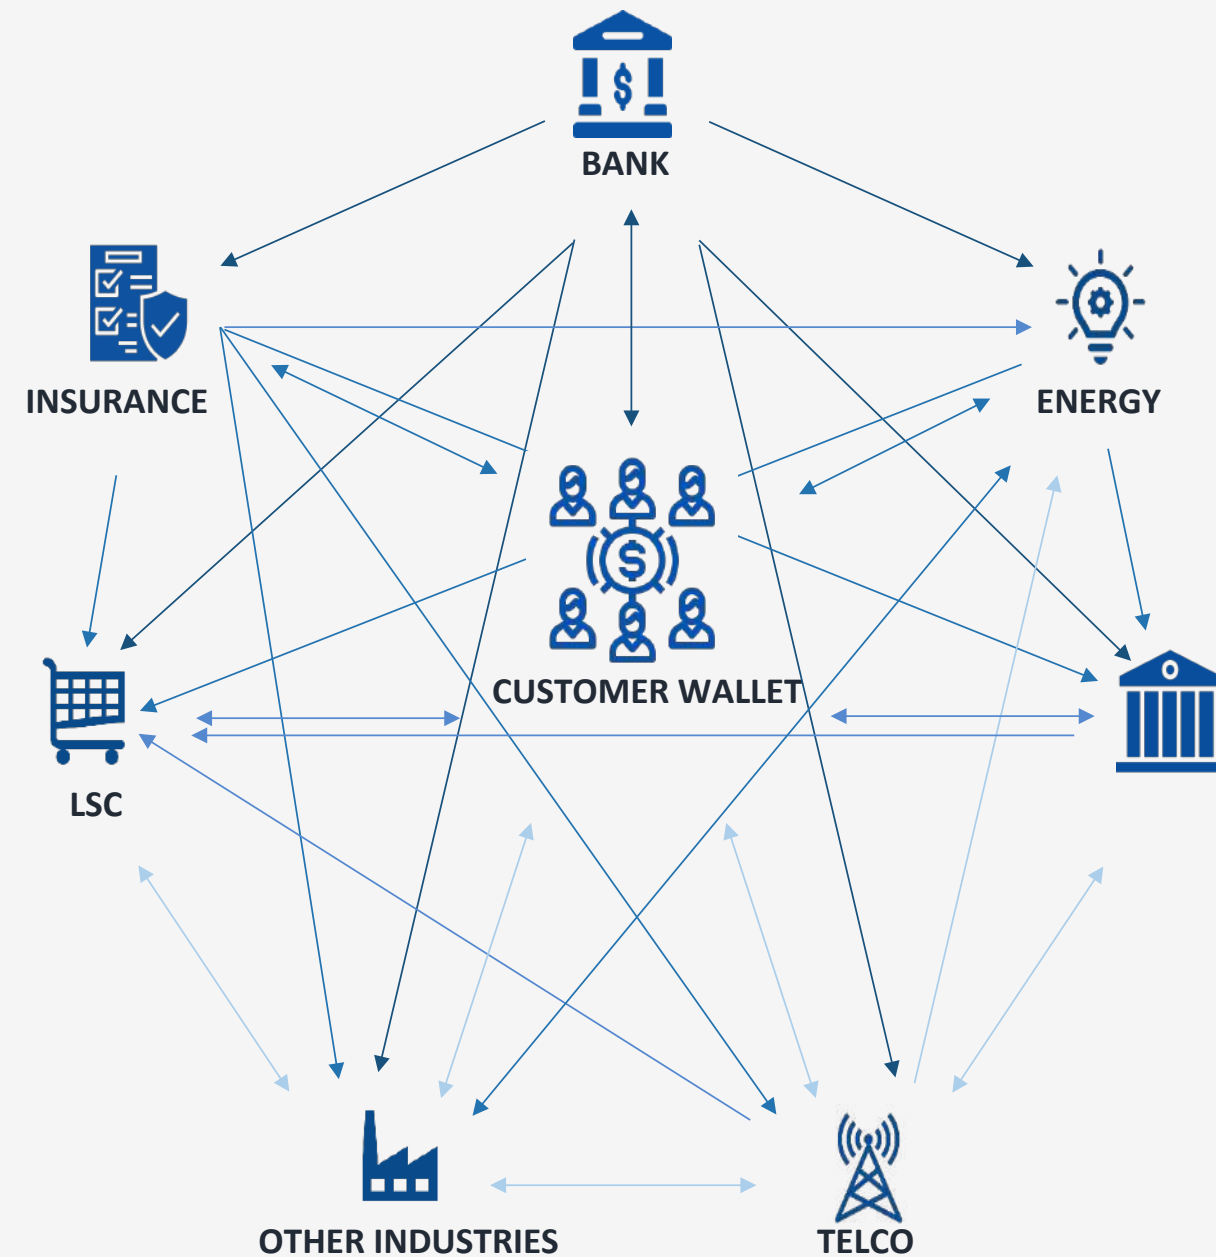 BANK
INSURANCE
ENERGY
CUSTOMER WALLET
LSC
OTHER INDUSTRIES
TELCO